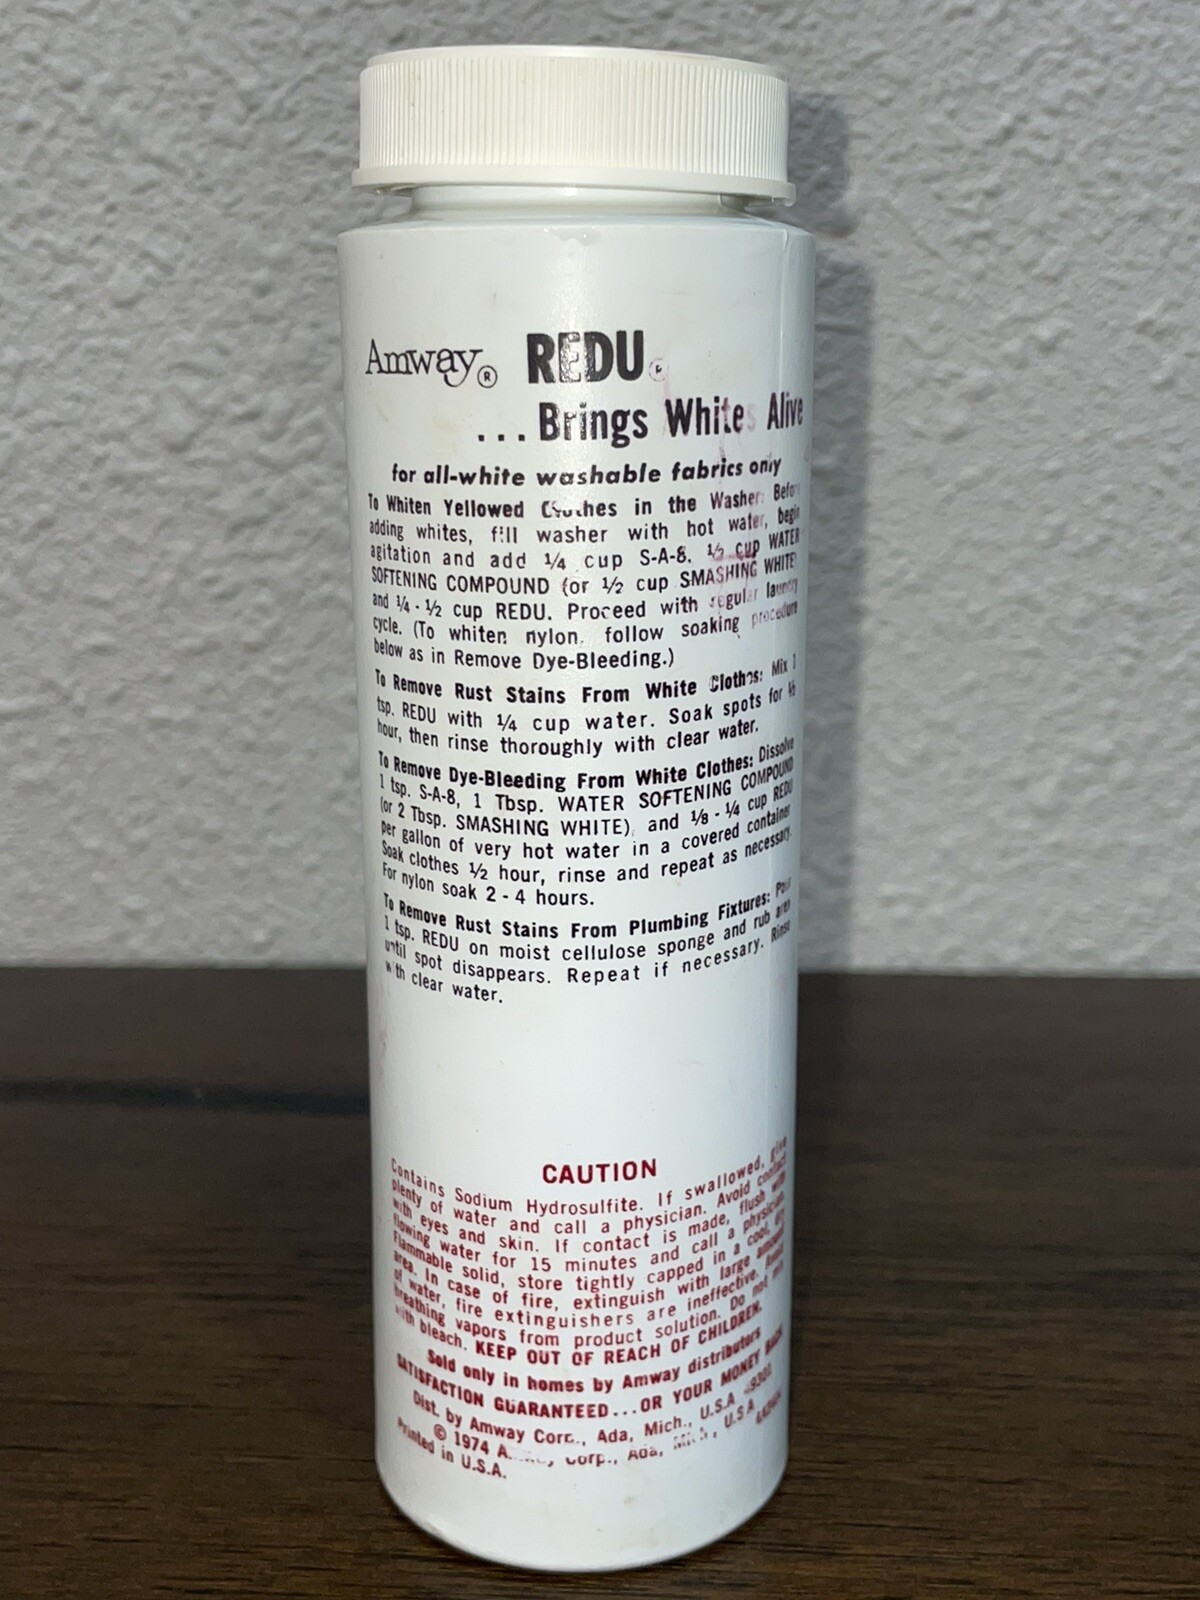 Amway® REDU®
... Brings Whites Alive
for all-white washable fabrics only
To Whiten Yellowed Clothes in the Washer: Before
adding whites, fill washer with hot water, begin
agitation and add ¼ cup S-A-8, ½ cup WATER
SOFTENING COMPOUND (or ½ cup SMASHING WHITE)
and ¼ - ½ cup REDU. Proceed with regular laundry
cycle. (To whiten nylon, follow soaking procedure
below as in Remove Dye-Bleeding.)
To Remove Rust Stains From White Clothes: Mix 1
tsp. REDU with ¼ cup water. Soak spots for ½
hour, then rinse thoroughly with clear water.
To Remove Dye-Bleeding From White Clothes: Dissolve
1 tsp. S-A-8, 1 Tbsp. WATER SOFTENING COMPOUND
(or 2 Tbsp. SMASHING WHITE), and ⅛ - ¼ cup REDU
per gallon of very hot water in a covered container.
Soak clothes ½ hour, rinse and repeat as necessary.
For nylon soak 2 - 4 hours.
To Remove Rust Stains From Plumbing Fixtures: Pour
1 tsp. REDU on moist cellulose sponge and rub area
until spot disappears. Repeat if necessary. Rinse
with clear water.
CAUTION
Contains Sodium Hydrosulfite. If swallowed, give
plenty of water and call a physician. Avoid contact
with eyes and skin. If contact is made, flush with
flowing water for 15 minutes and call a physician.
Flammable solid, store tightly capped in a cool, dry
area. In case of fire, extinguish with large amounts
of water, fire extinguishers are ineffective. Avoid
breathing vapors from product solution. Do not mix
with bleach. KEEP OUT OF REACH OF CHILDREN.
Sold only in homes by Amway distributors
SATISFACTION GUARANTEED...OR YOUR MONEY BACK
Dist. by Amway Corp., Ada, Mich., U.S.A. 49301
© 1974 Amway Corp., Ada, Mich., U.S.A.
Printed in U.S.A.